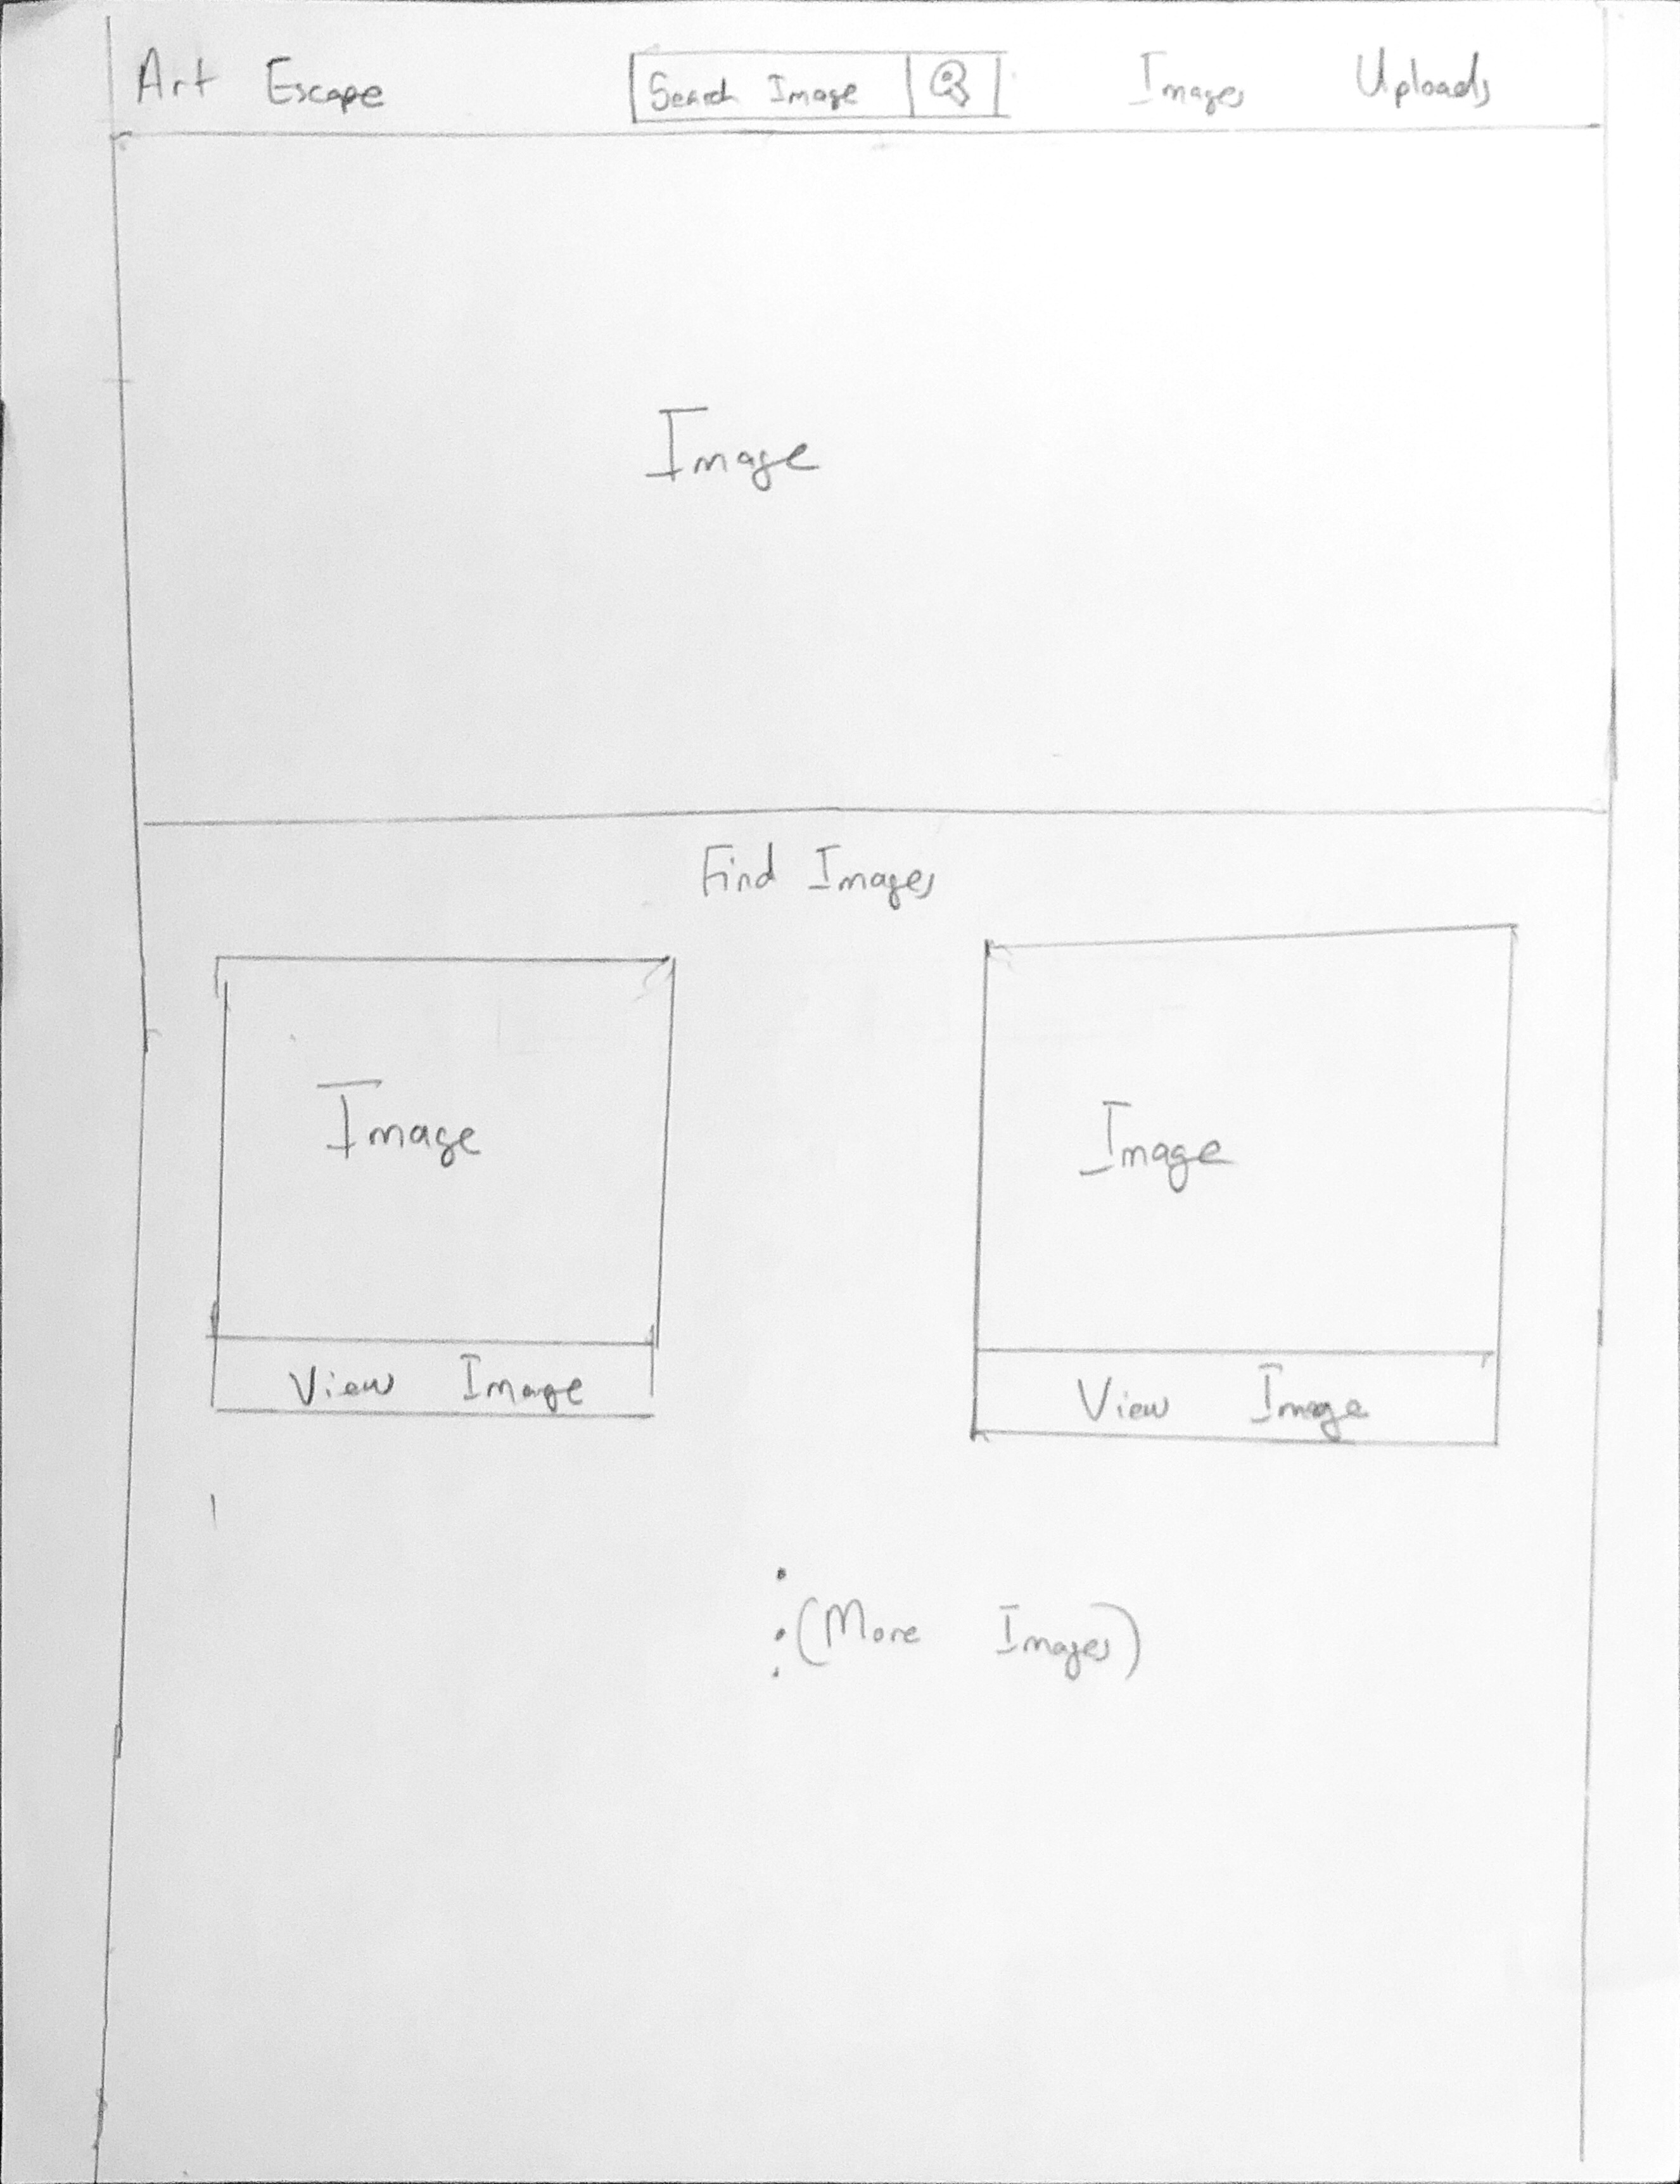 Art Escape Search Image Images Uploads
Image
Find Images
Image Image
View Image View Image
(More Images)